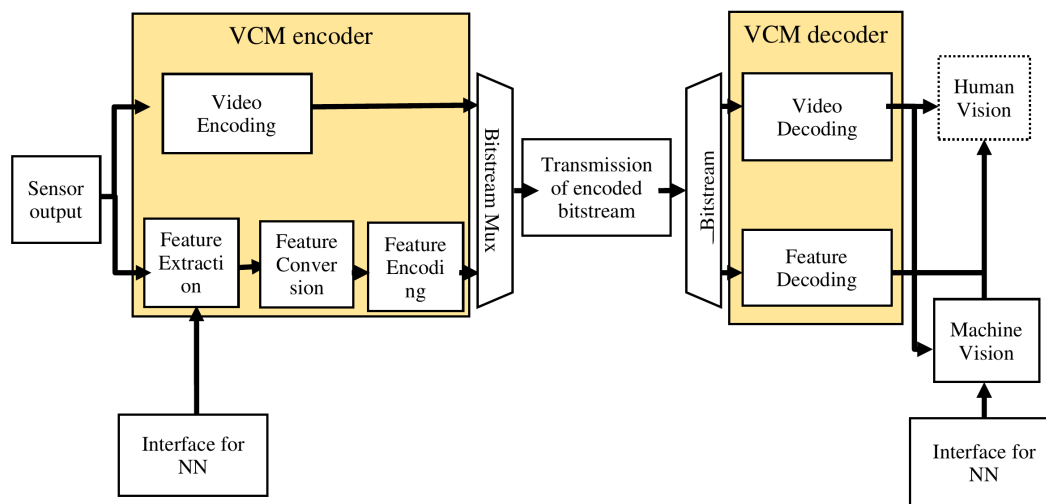 VCM encoder
Video
Encoding
Sensor
output
Feature
Extracti
on
Feature
Conver
sion
Feature
Encodi
ng
Bitstream Mux
Interface for
NN
Transmission
of encoded
bitstream
_Bitstream
VCM decoder
Video
Decoding
Feature
Decoding
Human
Vision
Machine
Vision
Interface for
NN